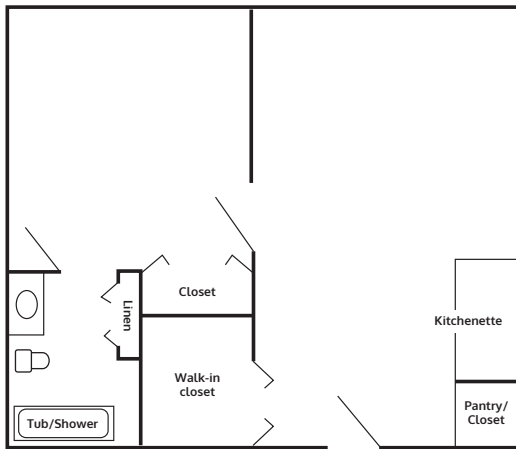 Closet
Linen
Kitchenette
Walk-in
closet
Pantry/
Closet
Tub/Shower